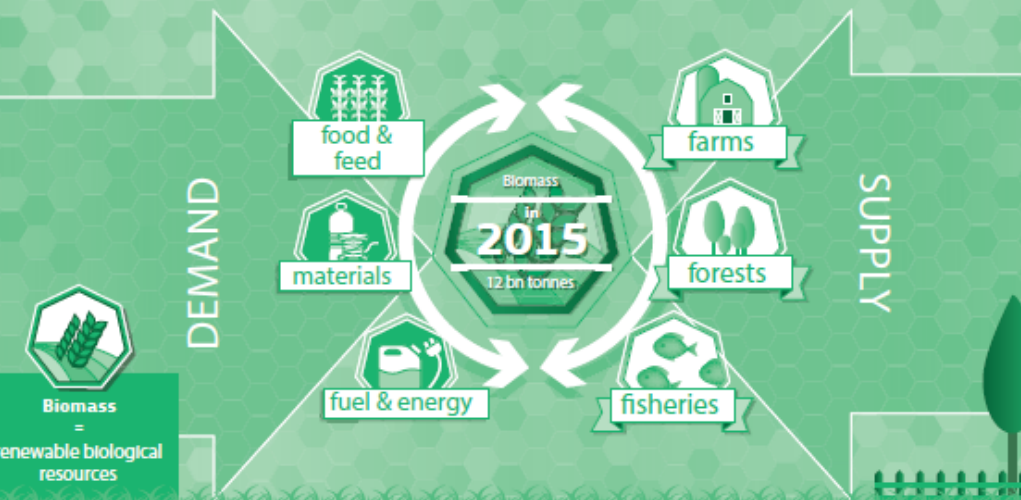 DEMAND
food &
feed
materials
fuel & energy
Biomass
in
2015
12 bn tonnes
farms
forests
fisheries
SUPPLY
Biomass
=
enewable biological
resources